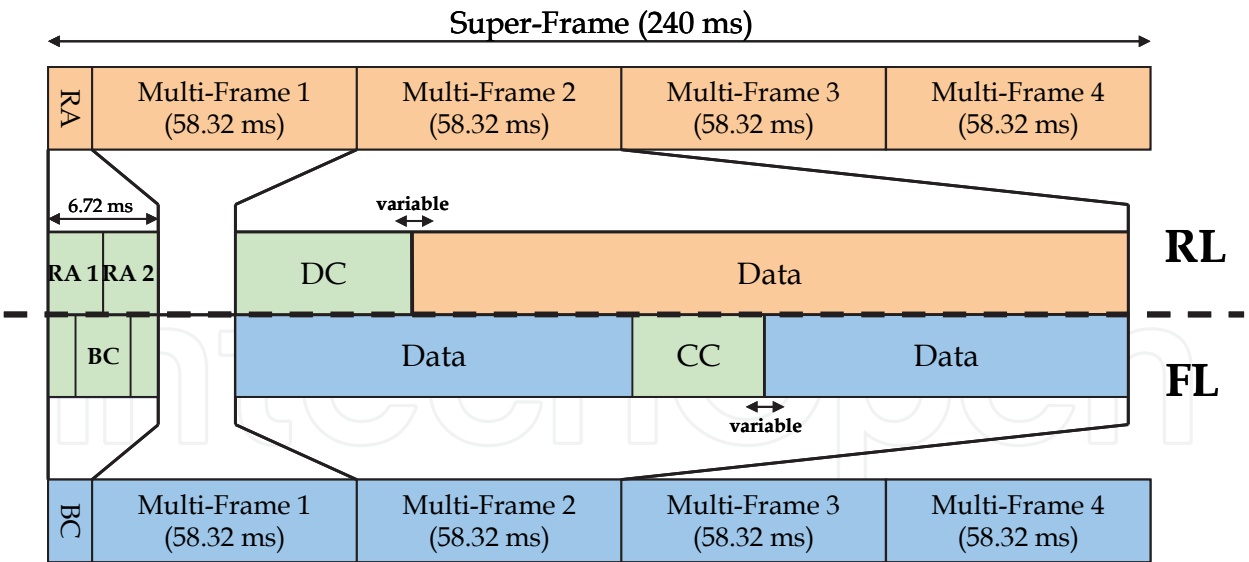 Super-Frame (240 ms)
RA
Multi-Frame 1
(58.32 ms)
Multi-Frame 2
(58.32 ms)
Multi-Frame 3
(58.32 ms)
Multi-Frame 4
(58.32 ms)
6.72 ms
variable
RA 1
RA 2
DC
Data
RL
BC
Data
CC
Data
FL
variable
intechopen
BC
Multi-Frame 1
(58.32 ms)
Multi-Frame 2
(58.32 ms)
Multi-Frame 3
(58.32 ms)
Multi-Frame 4
(58.32 ms)